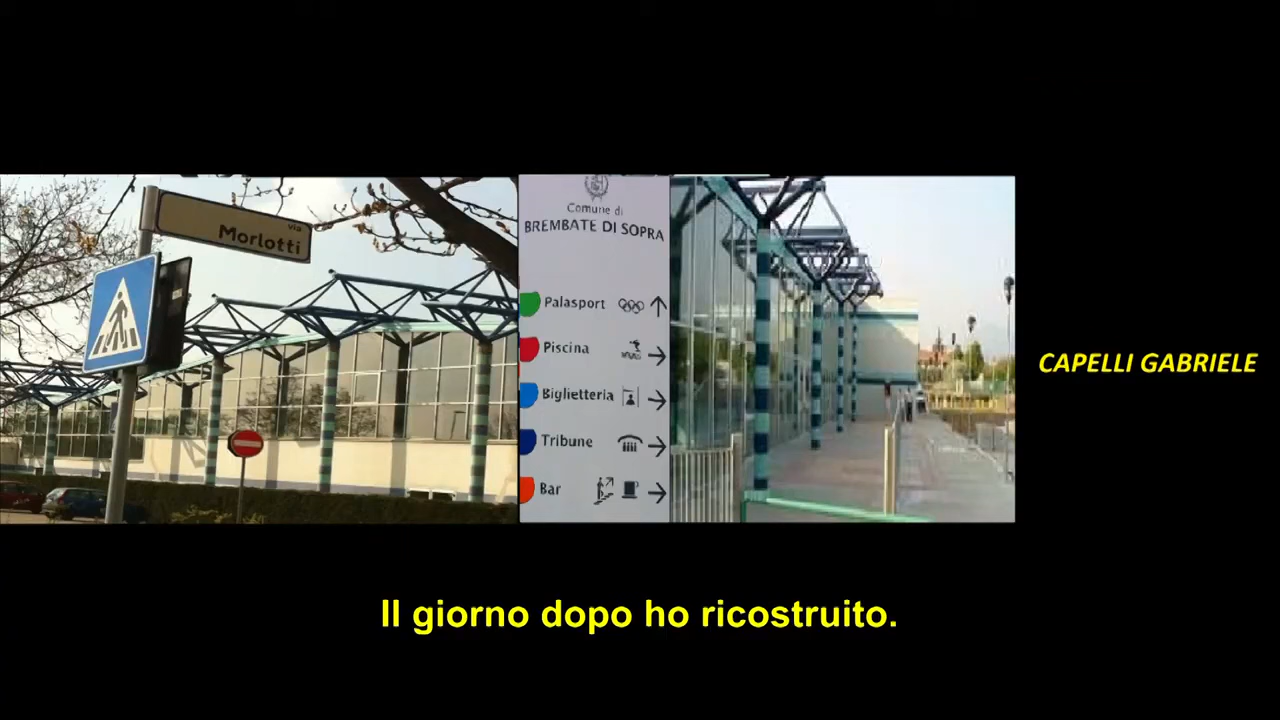 via
Morlotti
Comune di
BREMBATE DI SOPRA
Palasport
Piscina
Biglietteria
Tribune
Bar
CAPELLI GABRIELE
Il giorno dopo ho ricostruito.